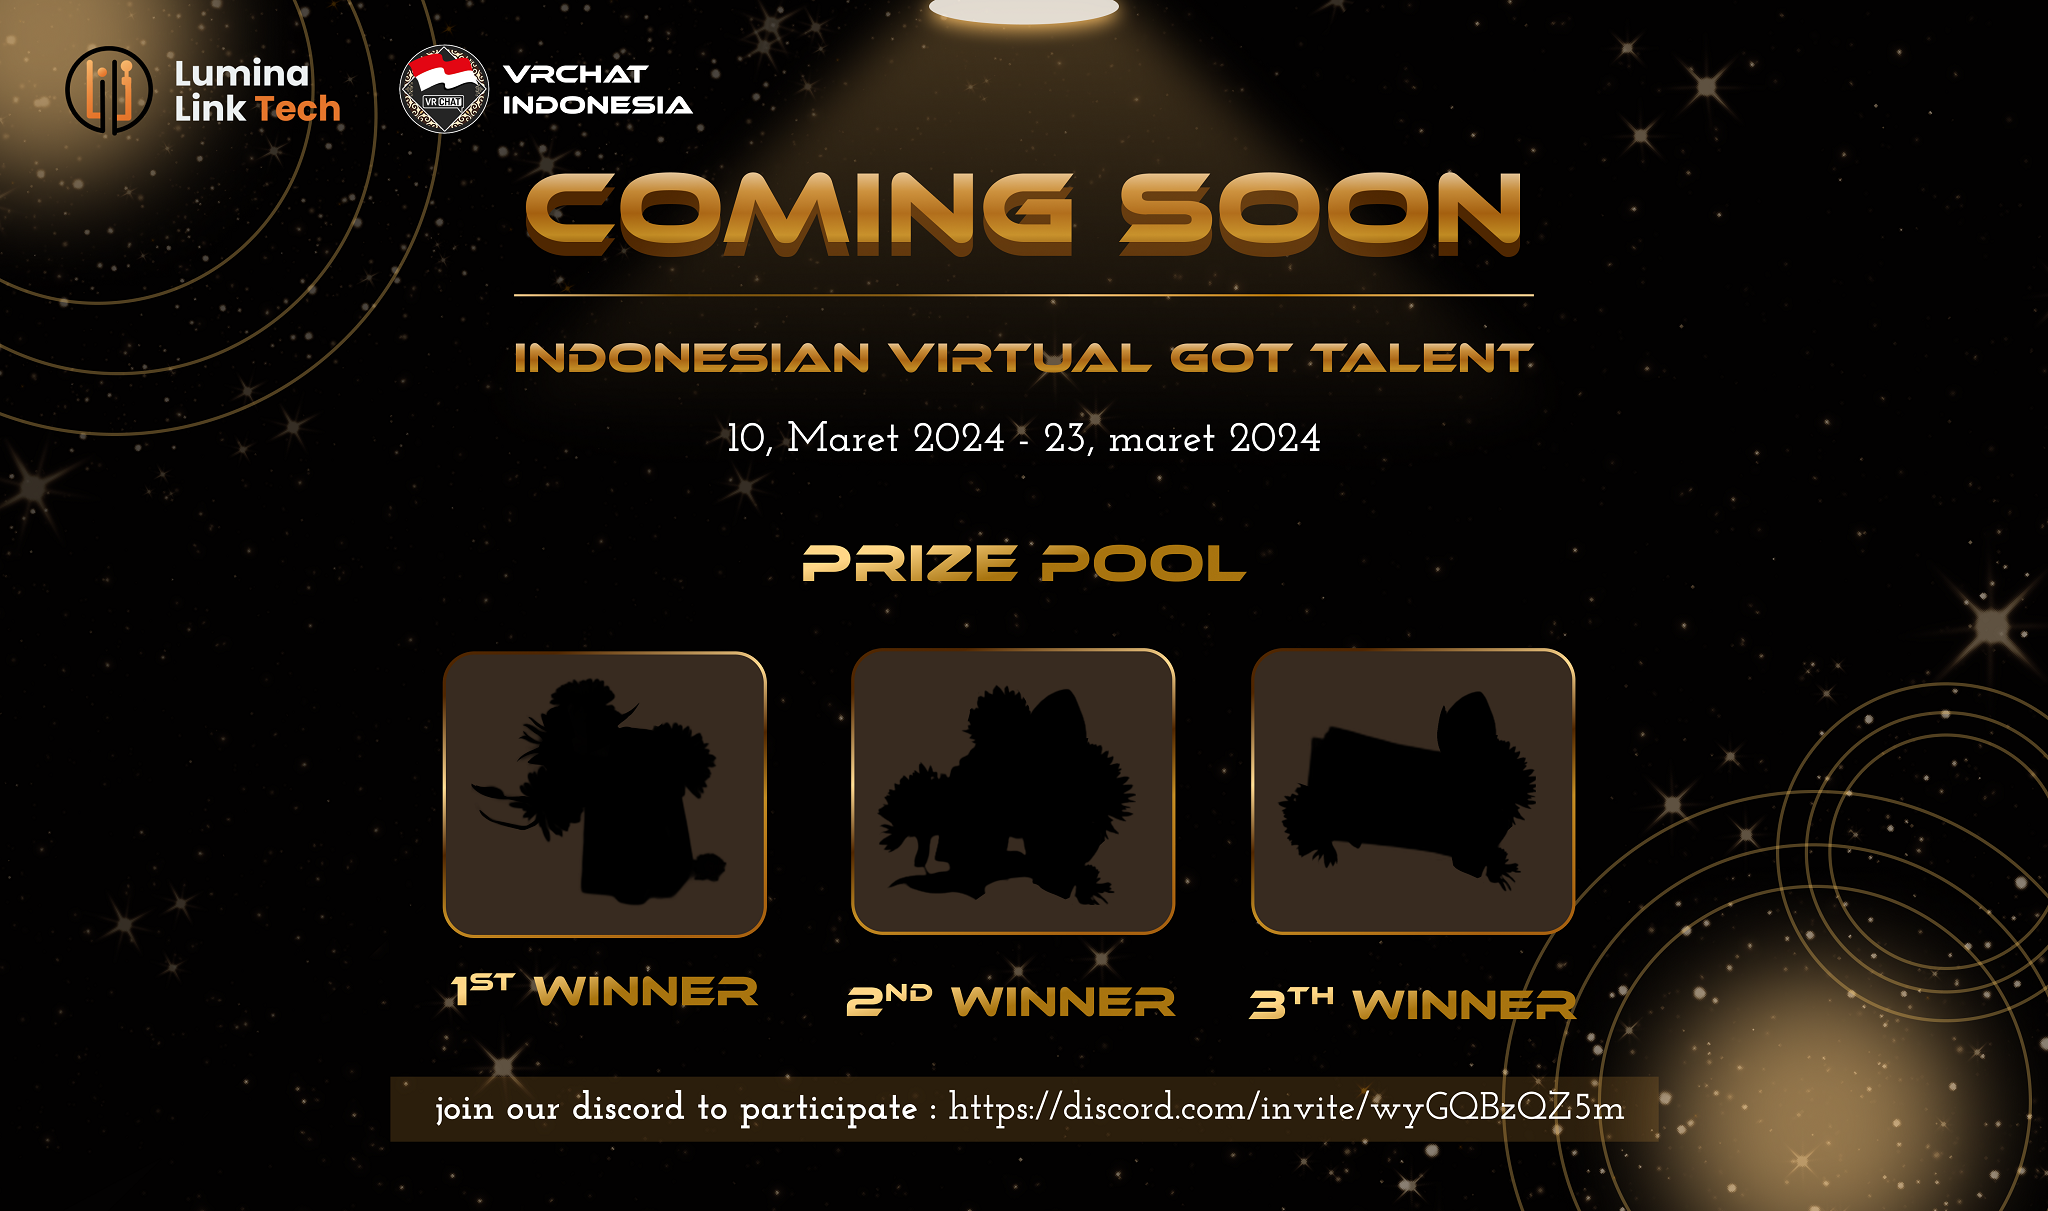 Lumina
Link Tech
VRCHAT
INDONESIA
VR CHAT
COMING SOON
INDONESIAN VIRTUAL GOT TALENT
10, Maret 2024 - 23, maret 2024
PRIZE POOL
1ST WINNER
2ND WINNER
3TH WINNER
join our discord to participate : https://discord.com/invite/wyGQBzQZ5m